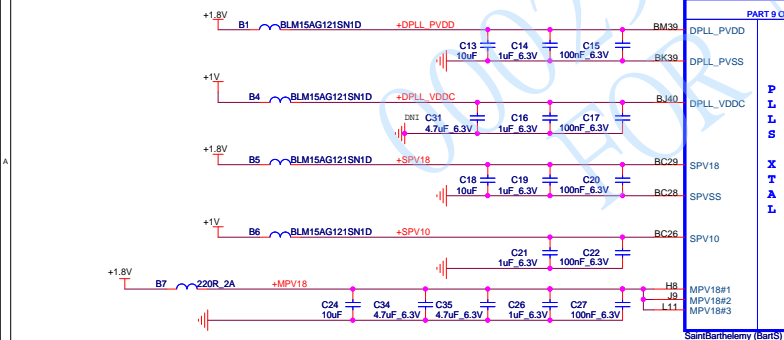 PART 9 O
+1.8V
B1 BLM15AG121SN1D +DPLL_PVDD BM39 DPLL_PVDD
C13 C14 C15
10uF 1uF_6.3V 100nF_6.3V
BK39 DPLL_PVSS
+1V
B4 BLM15AG121SN1D +DPLL_VDDC BJ40 DPLL_VDDC
DNI C31 C16 C17
4.7uF_6.3V 1uF_6.3V 100nF_6.3V
+1.8V
B5 BLM15AG121SN1D +SPV18 BC29 SPV18
C18 C19 C20
10uF 1uF_6.3V 100nF_6.3V
BC28 SPVSS
+1V
B6 BLM15AG121SN1D +SPV10 BC26 SPV10
C21 C22
1uF_6.3V 100nF_6.3V
+1.8V
B7 220R_2A +MPV18 H8 MPV18#1
J9 MPV18#2
L11 MPV18#3
C24 C34 C35 C26 C27
10uF 4.7uF_6.3V 4.7uF_6.3V 1uF_6.3V 100nF_6.3V
PLLS XTAL
A
SaintBarthelemy (BartS)
FOR